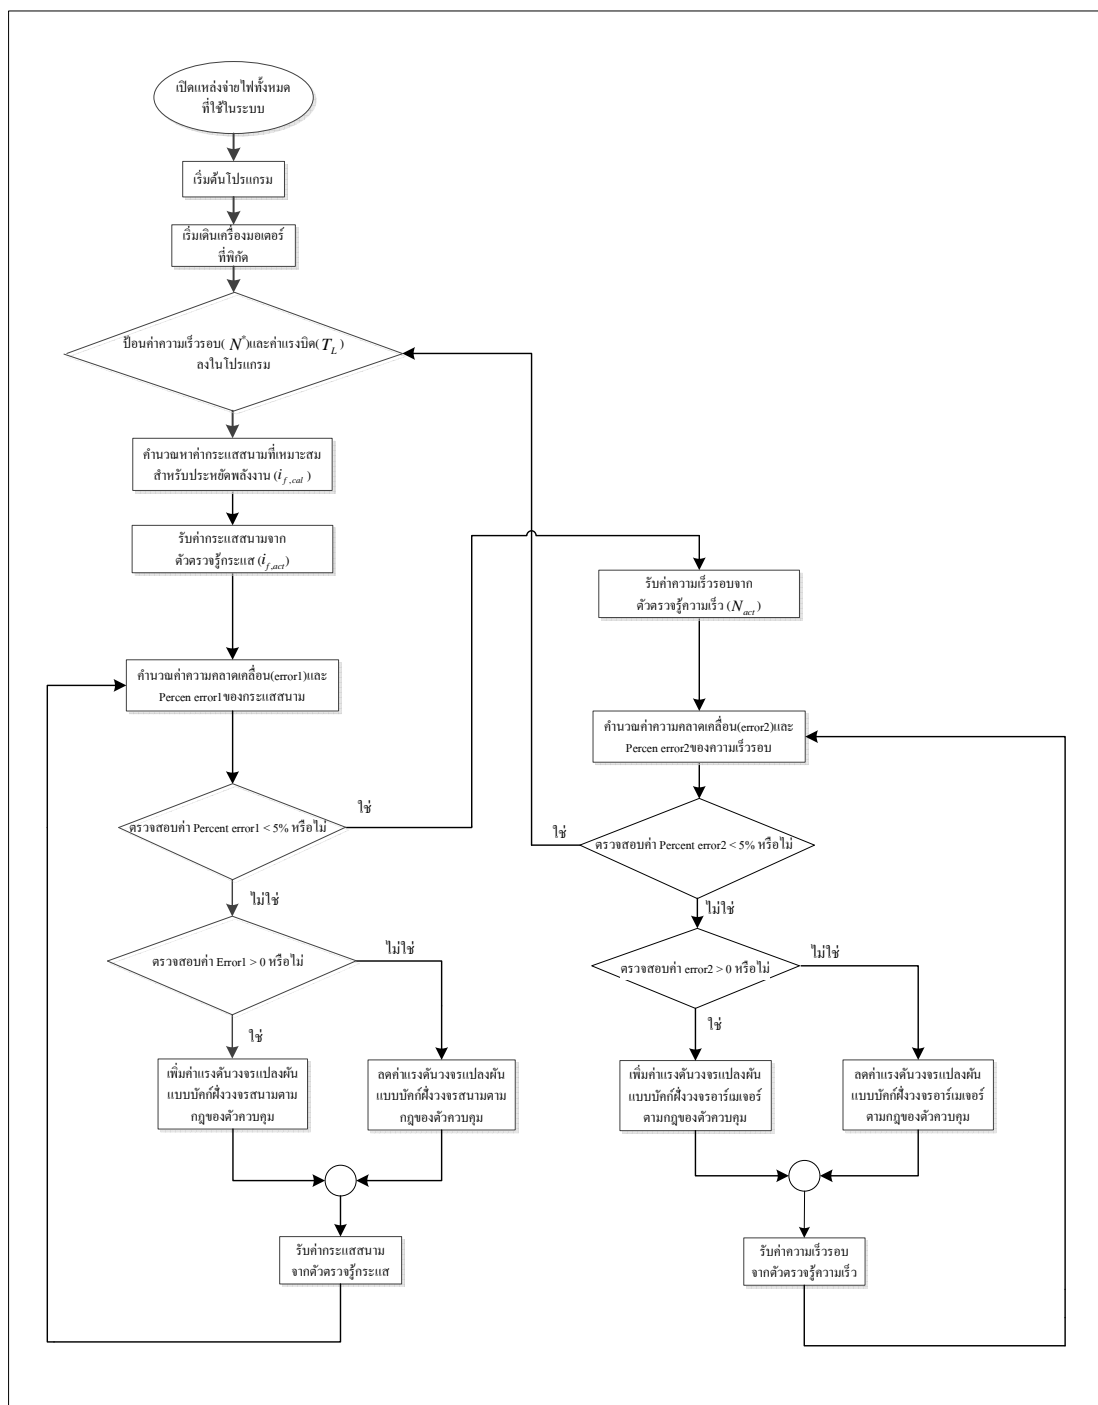 เปิดแหล่งจ่ายไฟทั้งหมด
ที่ใช้ในระบบ
เริ่มต้นโปรแกรม
เริ่มเดินเครื่องมอเตอร์
ที่พิกัด
ป้อนค่าความเร็วรอบ( N*)และค่าแรงบิด(T_L)
ลงในโปรแกรม
คำนวณหาค่ากระแสสนามที่เหมาะสม
สำหรับประหยัดพลังงาน (i_{f,cal})
รับค่ากระแสสนามจาก
ตัวตรวจรู้กระแส (i_{f,act})
คำนวณค่าความคลาดเคลื่อน(error1)และ
Percen error1ของกระแสสนาม
ตรวจสอบค่า Percent error1 < 5% หรือไม่
ใช่
ไม่ใช่
ตรวจสอบค่า Error1 > 0 หรือไม่
ไม่ใช่
ใช่
เพิ่มค่าแรงดันวงจรแปลงผัน
แบบบัคก์ฝั่งวงจรสนามตาม
กฎของตัวควบคุม
ลดค่าแรงดันวงจรแปลงผัน
แบบบัคก์ฝั่งวงจรสนามตาม
กฎของตัวควบคุม
รับค่ากระแสสนาม
จากตัวตรวจรู้กระแส
รับค่าความเร็วรอบจาก
ตัวตรวจรู้ความเร็ว (N_{act})
คำนวณค่าความคลาดเคลื่อน(error2)และ
Percen error2ของความเร็วรอบ
ใช่
ตรวจสอบค่า Percent error2 < 5% หรือไม่
ไม่ใช่
ตรวจสอบค่า error2 > 0 หรือไม่
ไม่ใช่
ใช่
เพิ่มค่าแรงดันวงจรแปลงผัน
แบบบัคก์ฝั่งวงจรอาร์เมเจอร์
ตามกฎของตัวควบคุม
ลดค่าแรงดันวงจรแปลงผัน
แบบบัคก์ฝั่งวงจรอาร์เมเจอร์
ตามกฎของตัวควบคุม
รับค่าความเร็วรอบ
จากตัวตรวจรู้ความเร็ว